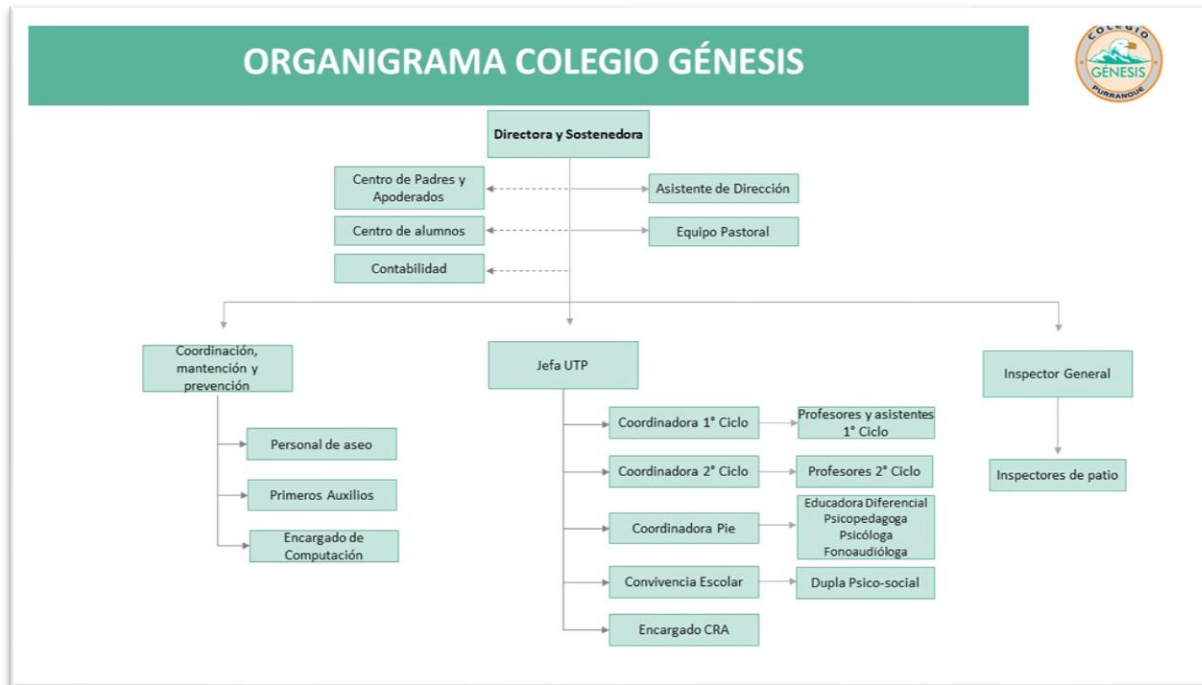 ORGANIGRAMA COLEGIO GÉNESIS
COLEGIO
GÉNESIS
PURRANQUE
Directora y Sostenedora
Centro de Padres y
Apoderados
Asistente de Dirección
Centro de alumnos
Equipo Pastoral
Contabilidad
Coordinación,
mantención y
prevención
Jefa UTP
Inspector General
Personal de aseo
Primeros Auxilios
Encargado de
Computación
Coordinadora 1° Ciclo
Profesores y asistentes
1° Ciclo
Coordinadora 2° Ciclo
Profesores 2° Ciclo
Coordinadora Pie
Educadora Diferencial
Psicopedagoga
Psicóloga
Fonoaudióloga
Convivencia Escolar
Dupla Psico-social
Encargado CRA
Inspectores de patio